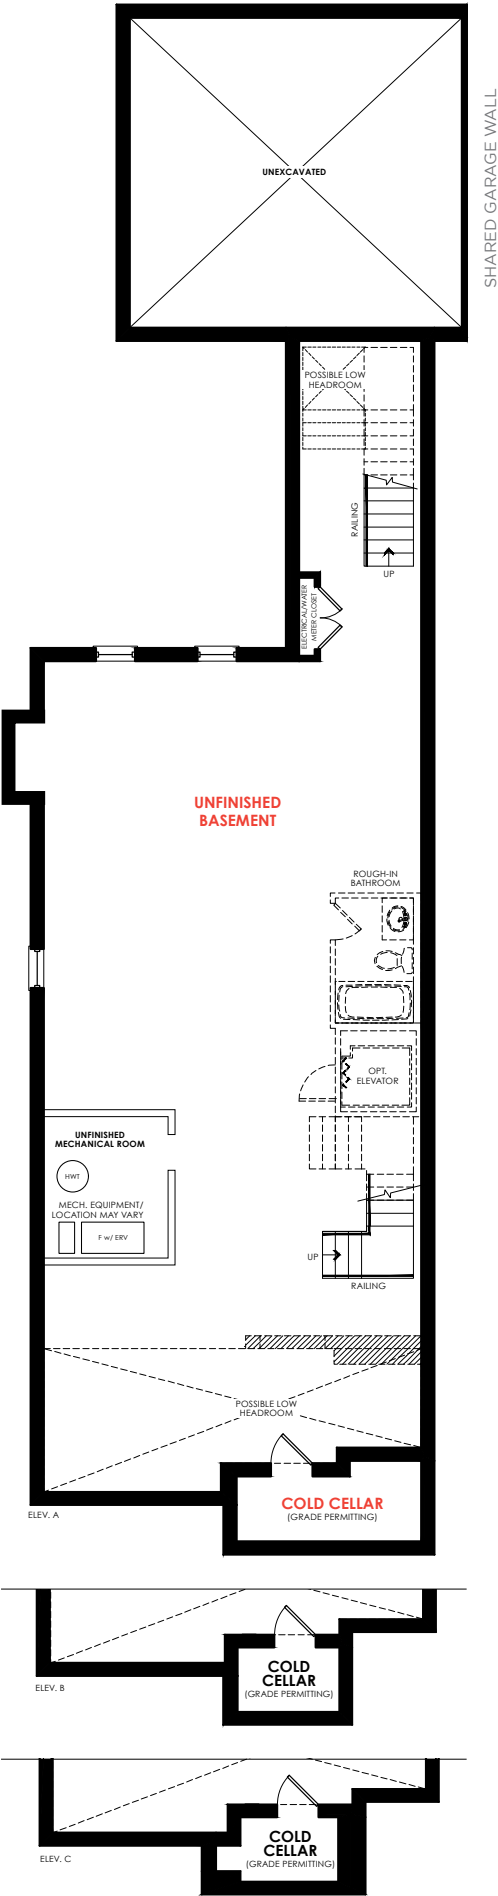 UNEXCAVATED
SHARED GARAGE WALL
POSSIBLE LOW
HEADROOM
RAILING
UP
ELECTRICAL/WATER
METER CLOSET
UNFINISHED
BASEMENT
ROUGH-IN
BATHROOM
OPT.
ELEVATOR
UNFINISHED
MECHANICAL ROOM
HWT
MECH. EQUIPMENT/
LOCATION MAY VARY
F w/ ERV
UP
RAILING
POSSIBLE LOW
HEADROOM
COLD CELLAR
(GRADE PERMITTING)
ELEV. A
COLD
CELLAR
(GRADE PERMITTING)
ELEV. B
COLD
CELLAR
(GRADE PERMITTING)
ELEV. C